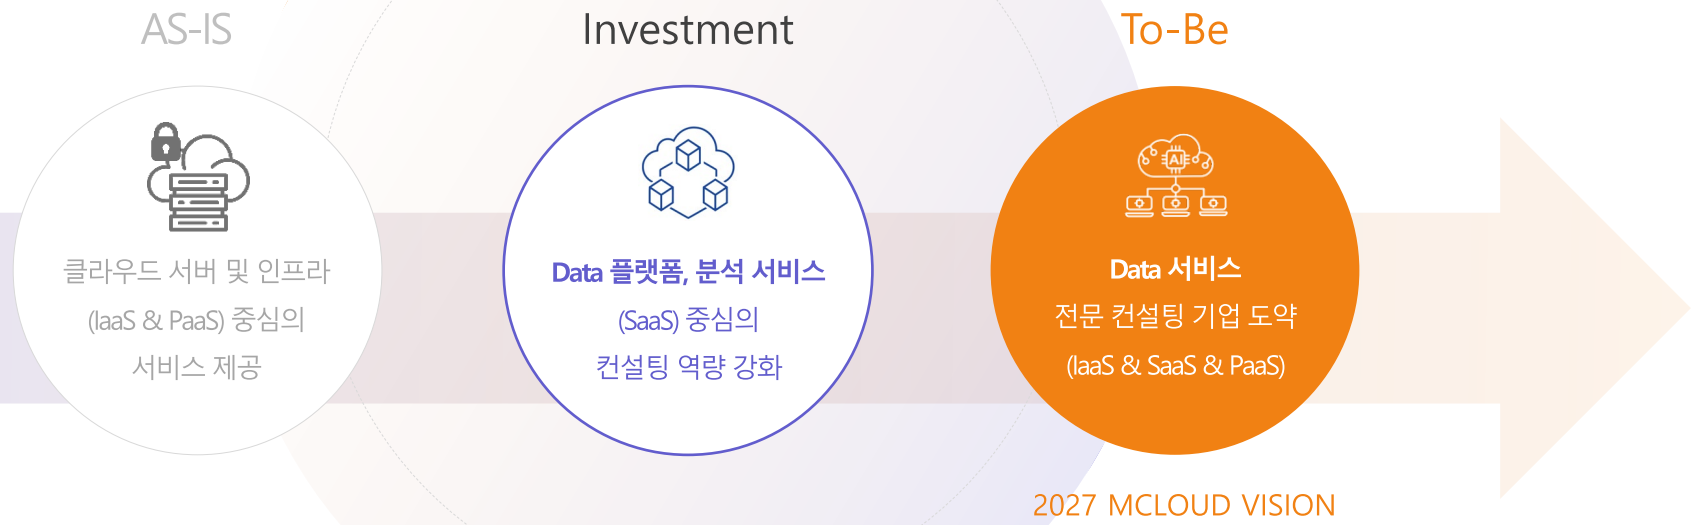 AS-IS
클라우드 서버 및 인프라
(IaaS & PaaS) 중심의
서비스 제공
Investment
Data 플랫폼, 분석 서비스
(SaaS) 중심의
컨설팅 역량 강화
To-Be
AI
Data 서비스
전문 컨설팅 기업 도약
(IaaS & SaaS & PaaS)
2027 MCLOUD VISION